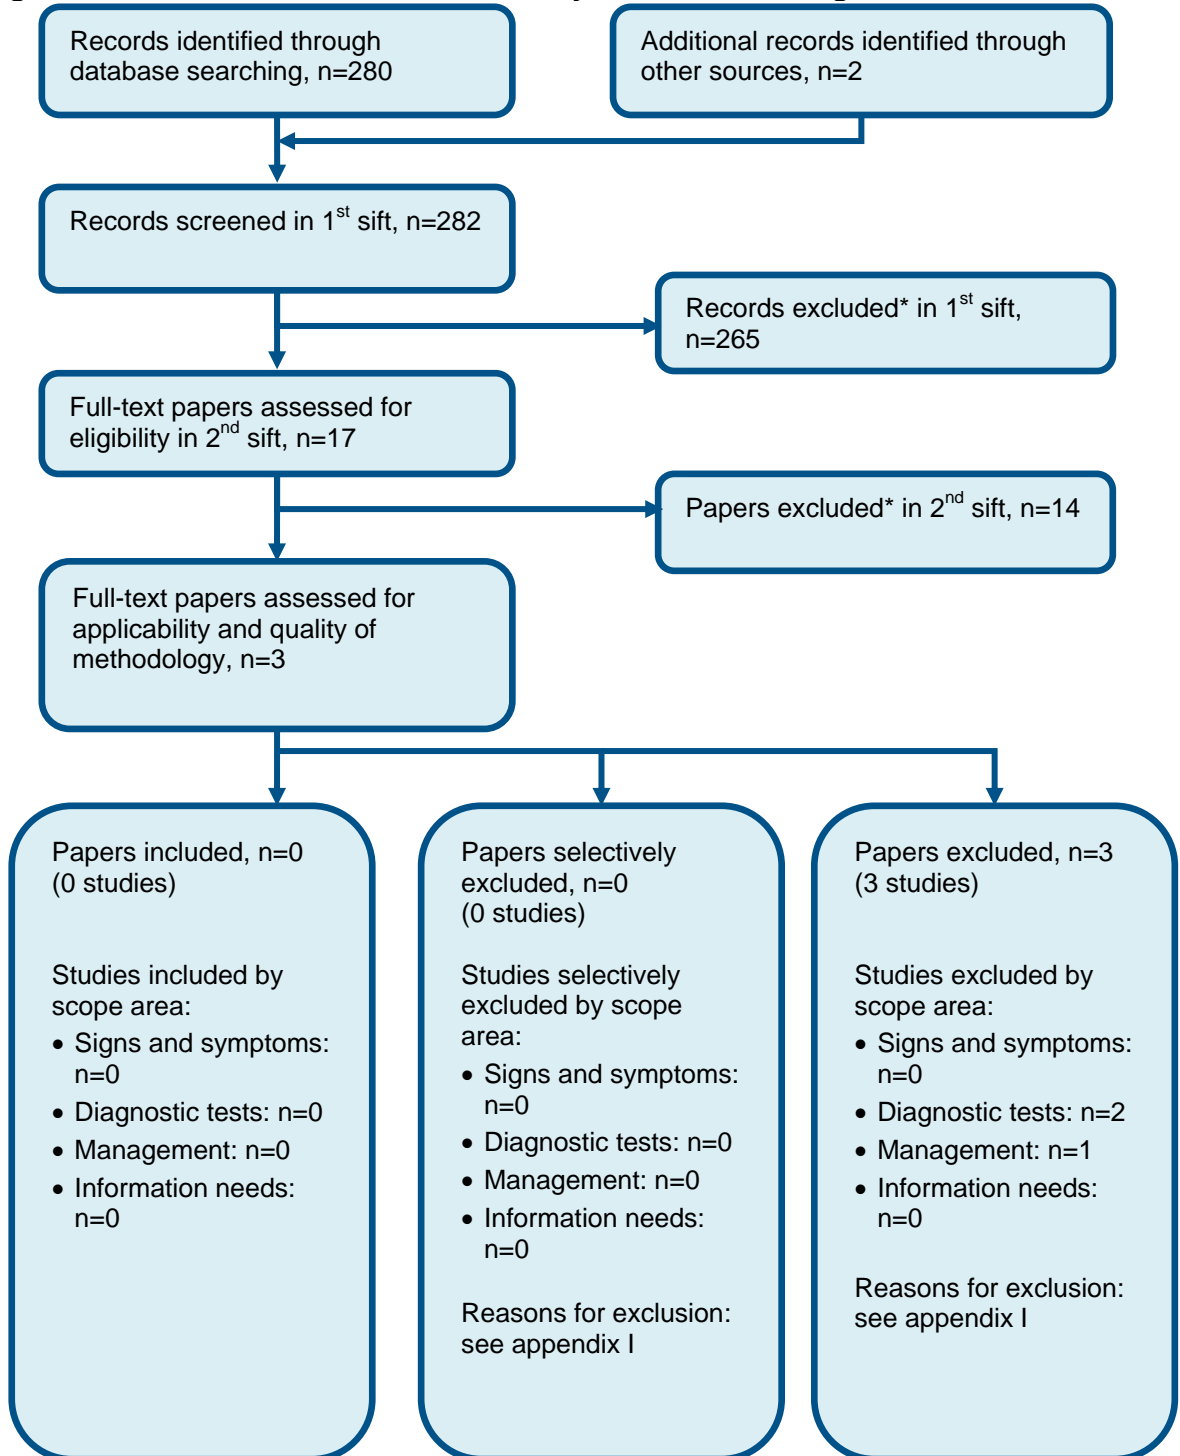 Records identified through
database searching, n=280
Additional records identified through
other sources, n=2
Records screened in 1st sift, n=282
Records excluded* in 1st sift,
n=265
Full-text papers assessed for
eligibility in 2nd sift, n=17
Papers excluded* in 2nd sift, n=14
Full-text papers assessed for
applicability and quality of
methodology, n=3
Papers included, n=0
(0 studies)
Studies included by
scope area:
• Signs and symptoms:
n=0
• Diagnostic tests: n=0
• Management: n=0
• Information needs:
n=0
Papers selectively
excluded, n=0
(0 studies)
Studies selectively
excluded by scope
area:
• Signs and symptoms:
n=0
• Diagnostic tests: n=0
• Management: n=0
• Information needs:
n=0
Reasons for exclusion:
see appendix I
Papers excluded, n=3
(3 studies)
Studies excluded by
scope area:
• Signs and symptoms:
n=0
• Diagnostic tests: n=2
• Management: n=1
• Information needs:
n=0
Reasons for exclusion:
see appendix I